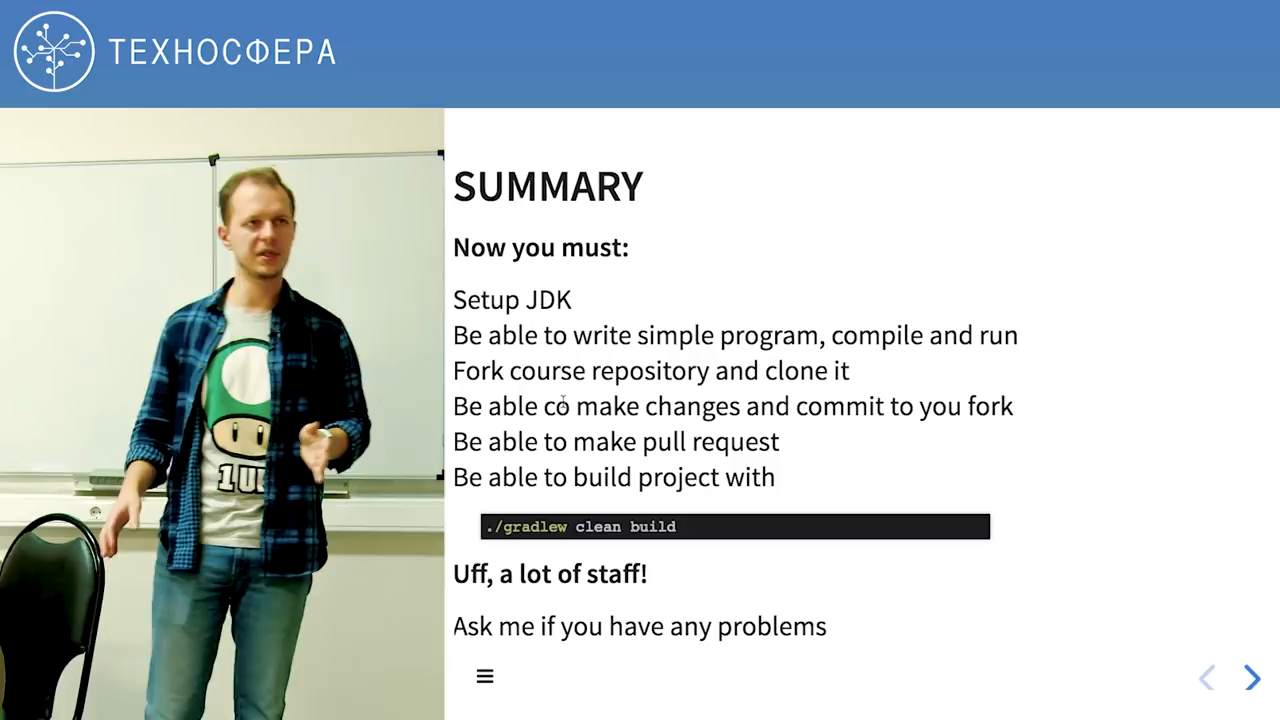 ТЕХНОСФЕРА
SUMMARY
Now you must:
Setup JDK
Be able to write simple program, compile and run
Fork course repository and clone it
Be able co make changes and commit to you fork
Be able to make pull request
Be able to build project with
./gradlew clean build
Uff, a lot of staff!
Ask me if you have any problems
1U